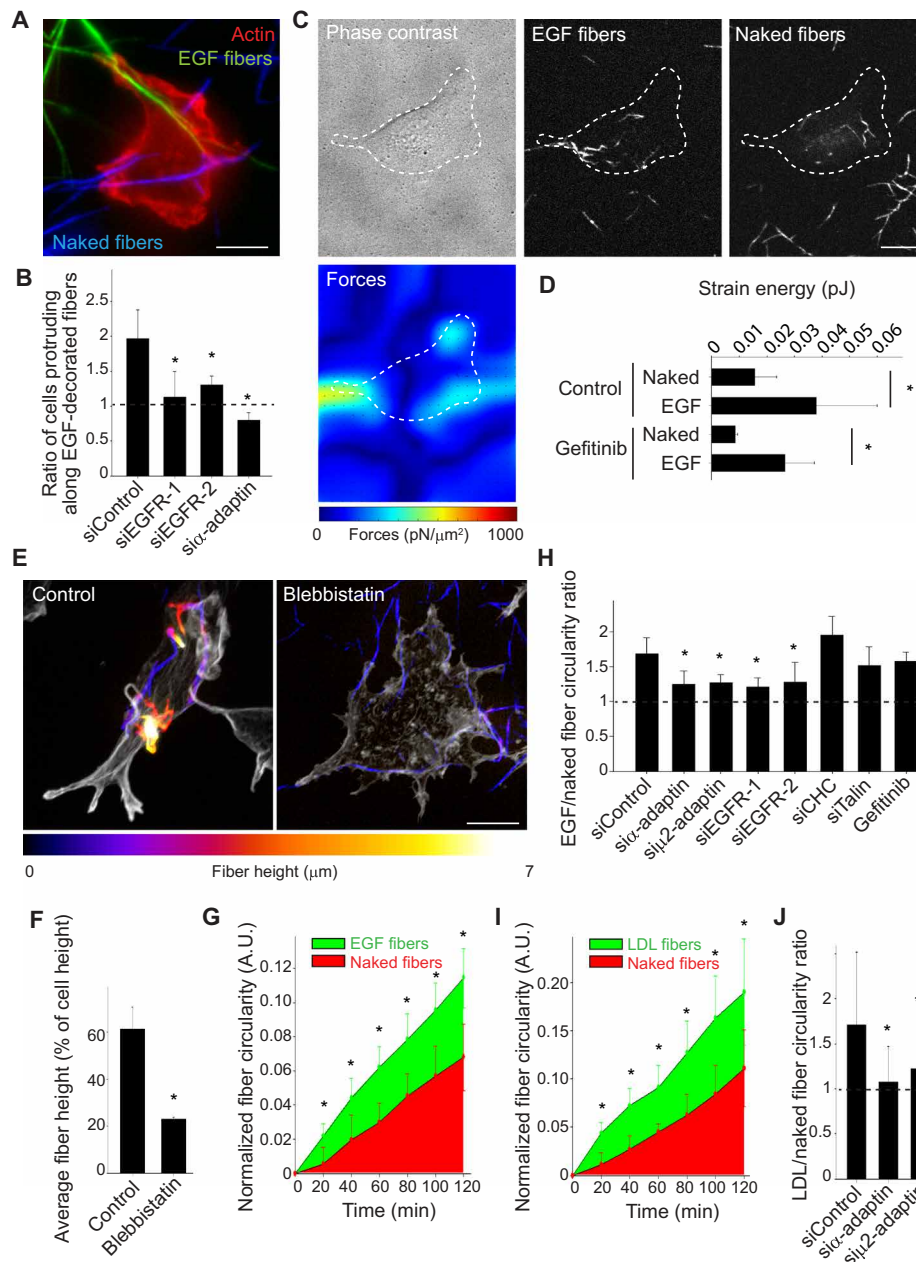 A
Actin
EGF fibers
Naked fibers
B
Ratio of cells protruding
along EGF-decorated fibers
2.5
2
1.5
1
0.5
0
*
*
*
siControl
siEGFR-1
siEGFR-2
siα-adaptin
C
Phase contrast
EGF fibers
Naked fibers
Forces
0 Forces (pN/μm²) 1000
D
Strain energy (pJ)
0 0.01 0.02 0.03 0.04 0.05 0.06
Control
Naked
EGF
*
Gefitinib
Naked
EGF
*
E
Control
Blebbistatin
0 Fiber height (μm) 7
H
EGF/naked fiber circularity ratio
2
1.5
1
0.5
0
* * * *
siControl
siα-adaptin
siμ2-adaptin
siEGFR-1
siEGFR-2
siCHC
siTalin
Gefitinib
F
Average fiber height (% of cell height)
60
40
20
0
*
Control
Blebbistatin
G
Normalized fiber circularity (A.U.)
EGF fibers
Naked fibers
0.12
0.10
0.08
0.06
0.04
0.02
0
* * * * * *
0 20 40 60 80 100 120
Time (min)
I
Normalized fiber circularity (A.U.)
LDL fibers
Naked fibers
0.20
0.15
0.10
0.05
0.00
* * * * * *
0 20 40 60 80 100 120
Time (min)
J
LDL/naked fiber circularity ratio
2
1.5
1
0.5
0
*
siControl
siα-adaptin
siμ2-adaptin